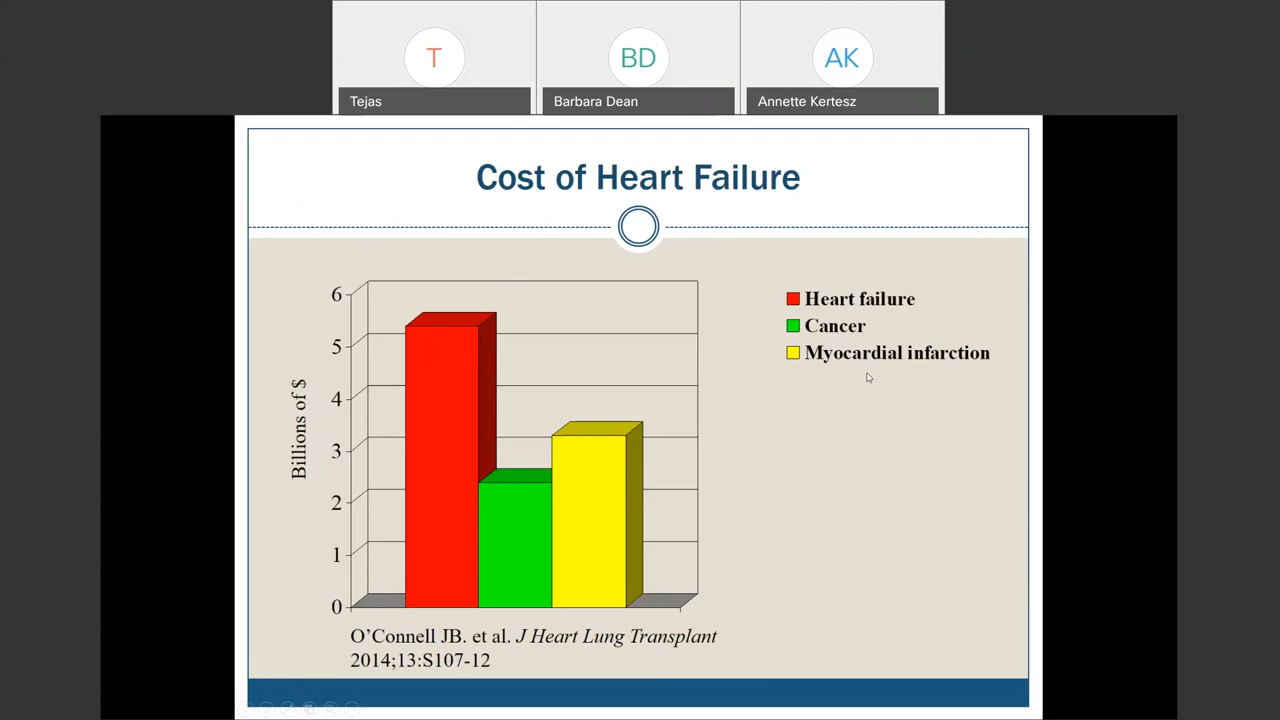 T
BD
AK
Tejas
Barbara Dean
Annette Kertesz
Cost of Heart Failure
6
5
4
3
2
1
0
Billions of $
Heart failure
Cancer
Myocardial infarction
O’Connell JB. et al. J Heart Lung Transplant
2014;13:S107-12